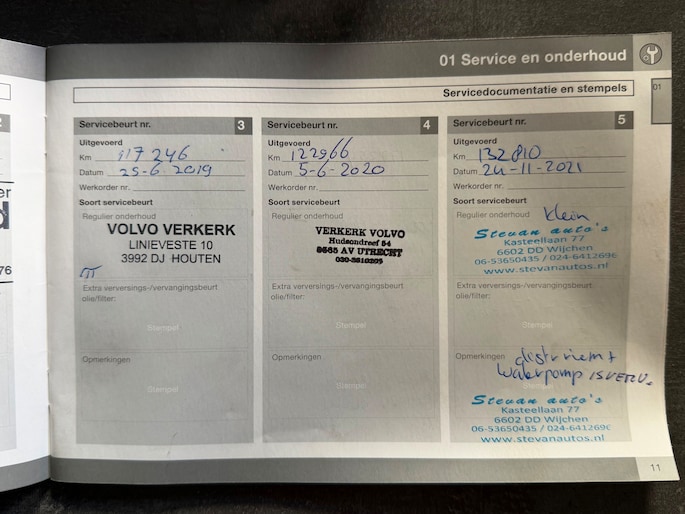 01 Service en onderhoud
Servicedocumentatie en stempels
01
Servicebeurt nr. 3
Uitgevoerd
Km 117 246
Datum 25-6-2019
Werkorder nr.
Soort servicebeurt
Regulier onderhoud
VOLVO VERKERK
LINIEVESTE 10
3992 DJ HOUTEN
Extra verversings-/vervangingsbeurt
olie/filter:
Stempel
Opmerkingen
Stempel
Servicebeurt nr. 4
Uitgevoerd
Km 122966
Datum 5-6-2020
Werkorder nr.
Soort servicebeurt
Regulier onderhoud
VERKERK VOLVO
Hudsondreef 54
AV UTRECHT
Extra verversings-/vervangingsbeurt
olie/filter:
Stempel
Opmerkingen
Stempel
Servicebeurt nr. 5
Uitgevoerd
Km 132810
Datum 24-11-2021
Werkorder nr.
Soort servicebeurt
Regulier onderhoud klein
Stevan auto's
Kasteellaan 77
6602 DD Wijchen
06-53650435 / 024-6412696
www.stevanautos.nl
Extra verversings-/vervangingsbeurt
olie/filter:
Stempel
Opmerkingen distr riem +
waterpomp
Stevan auto's
Kasteellaan 77
6602 DD Wijchen
06-53650435 / 024-641269
www.stevanautos.nl
11
76